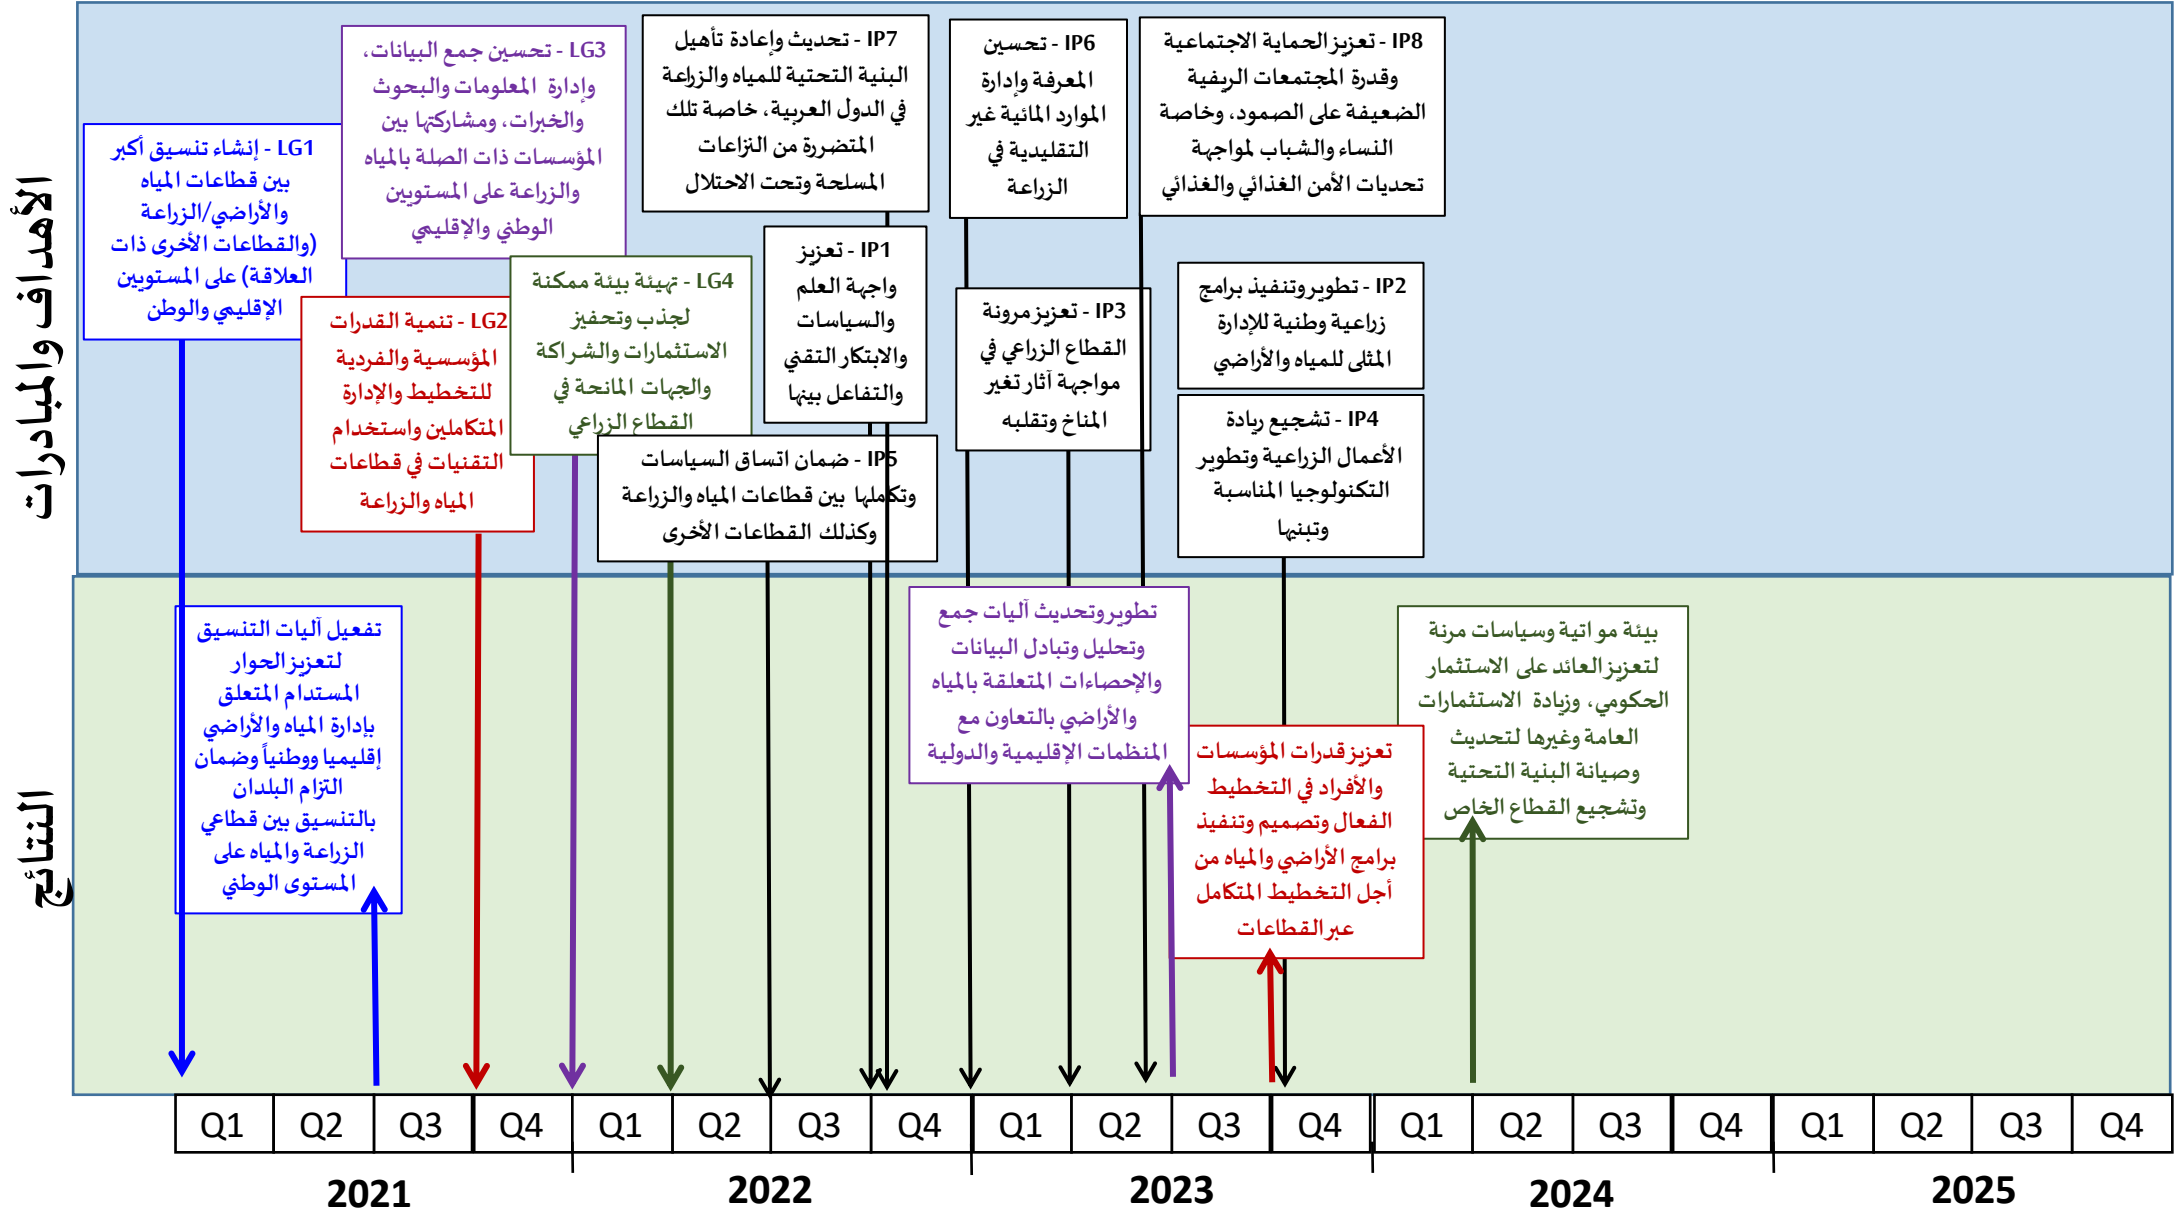 الأهداف والمبادرات
LG1 - إنشاء تنسيق أكبر
بين قطاعات المياه
والأراضي/الزراعة
(والقطاعات الأخرى ذات
العلاقة) على المستويين
الإقليمي والوطن
LG3 - تحسين جمع البيانات،
وإدارة المعلومات والبحوث
والخبرات، ومشاركتها بين
المؤسسات ذات الصلة بالمياه
والزراعة على المستويين
الوطني والإقليمي
LG2 - تنمية القدرات
المؤسسية والفردية
للتخطيط والإدارة
المتكاملين واستخدام
التقنيات في قطاعات
المياه والزراعة
LG4 - تهيئة بيئة ممكنة
لجذب وتحفيز
الاستثمارات والشراكة
والجهات المانحة في
القطاع الزراعي
IP7 - تحديث وإعادة تأهيل
البنية التحتية للمياه والزراعة
في الدول العربية، خاصة تلك
المتضررة من النزاعات
المسلحة وتحت الاحتلال
IP1 - تعزيز
واجهة العلم
والسياسات
والابتكار التقني
والتفاعل بينها
IP5 - ضمان اتساق السياسات
وتكملها بين قطاعات المياه والزراعة
وكذلك القطاعات الأخرى
IP6 - تحسين
المعرفة وإدارة
الموارد المائية غير
التقليدية في
الزراعة
IP3 - تعزيز مرونة
القطاع الزراعي في
مواجهة آثار تغير
المناخ وتقلبه
IP8 - تعزيز الحماية الاجتماعية
وقدرة المجتمعات الريفية
الضعيفة على الصمود، وخاصة
النساء والشباب لمواجهة
تحديات الأمن الغذائي والغذائي
IP2 - تطوير وتنفيذ برامج
زراعية وطنية للإدارة
المثلى للمياه والأراضي
IP4 - تشجيع ريادة
الأعمال الزراعية وتطوير
التكنولوجيا المناسبة
وتبنيها
النتائج
تفعيل آليات التنسيق
لتعزيز الحوار
المستدام المتعلق
بإدارة المياه والأراضي
إقليميا ووطنياً وضمان
التزام البلدان
بالتنسيق بين قطاعي
الزراعة والمياه على
المستوى الوطني
تطوير وتحديث آليات جمع
وتحليل وتبادل البيانات
والإحصاءات المتعلقة بالمياه
والأراضي بالتعاون مع
المنظمات الإقليمية والدولية
تعزيز قدرات المؤسسات
والأفراد في التخطيط
الفعال وتصميم وتنفيذ
برامج الأراضي والمياه من
أجل التخطيط المتكامل
عبر القطاعات
بيئة مواتية وسياسات مرنة
لتعزيز العائد على الاستثمار
الحكومي، وزيادة الاستثمارات
العامة وغيرها لتحديث
وصيانة البنية التحتية
وتشجيع القطاع الخاص
Q1 Q2 Q3 Q4 Q1 Q2 Q3 Q4 Q1 Q2 Q3 Q4 Q1 Q2 Q3 Q4 Q1 Q2 Q3 Q4
2021 2022 2023 2024 2025